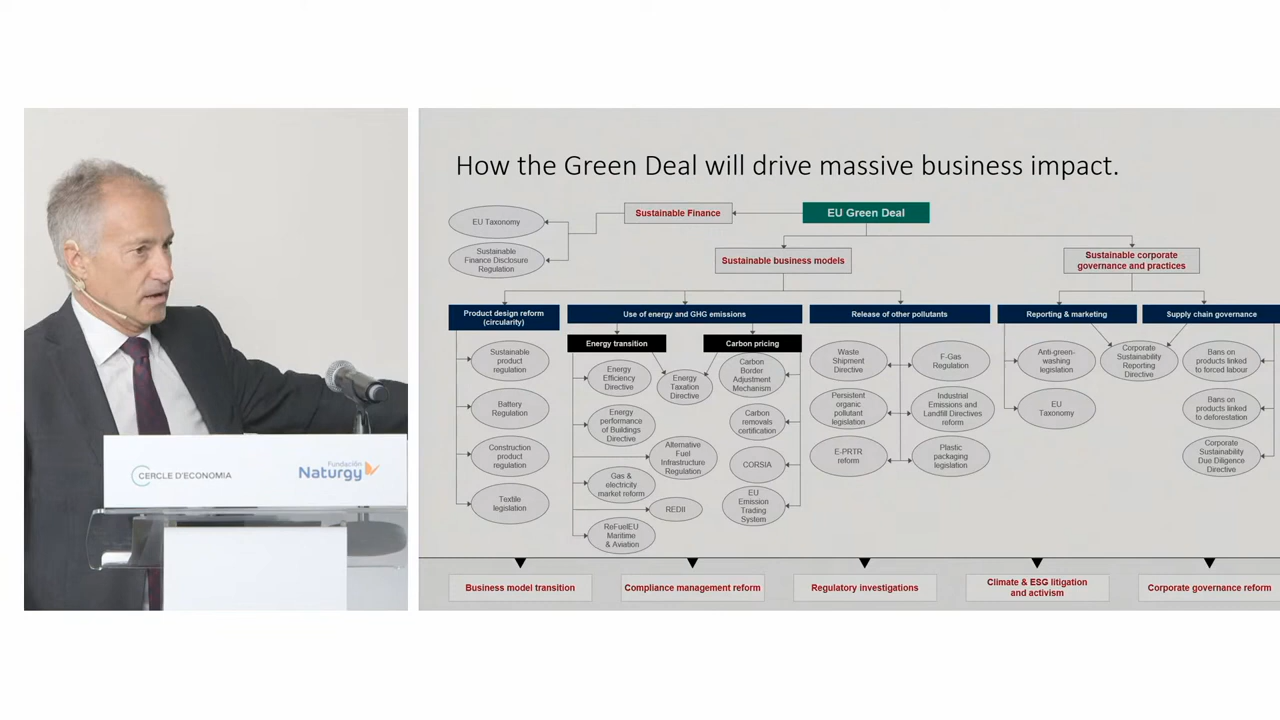 How the Green Deal will drive massive business impact.
EU Green Deal
Sustainable Finance
EU Taxonomy
Sustainable
Finance Disclosure
Regulation
Sustainable business models
Sustainable corporate
governance and practices
Product design reform
(circularity)
Use of energy and GHG emissions
Release of other pollutants
Reporting & marketing
Supply chain governance
Energy transition
Carbon pricing
Sustainable
product
regulation
Battery
Regulation
Construction
product
regulation
Textile
legislation
Energy
Efficiency
Directive
Energy
performance
of Buildings
Directive
Gas &
electricity
market reform
ReFuelEU
Maritime
& Aviation
Energy
Taxation
Directive
Alternative
Fuel
Infrastructure
Regulation
REDII
Carbon
Border
Adjustment
Mechanism
Carbon
removals
certification
CORSIA
EU
Emission
Trading
System
Waste
Shipment
Directive
Persistent
organic
pollutant
legislation
E-PRTR
reform
F-Gas
Regulation
Industrial
Emissions and
Landfill Directives
reform
Plastic
packaging
legislation
Anti-green-
washing
legislation
EU
Taxonomy
Corporate
Sustainability
Reporting
Directive
Bans on
products linked
to forced labour
Bans on
products linked
to deforestation
Corporate
Sustainability
Due Diligence
Directive
Business model transition
Compliance management reform
Regulatory investigations
Climate & ESG litigation
and activism
Corporate governance reform
CERCLE D'ECONOMIA
Fundación
Naturgy